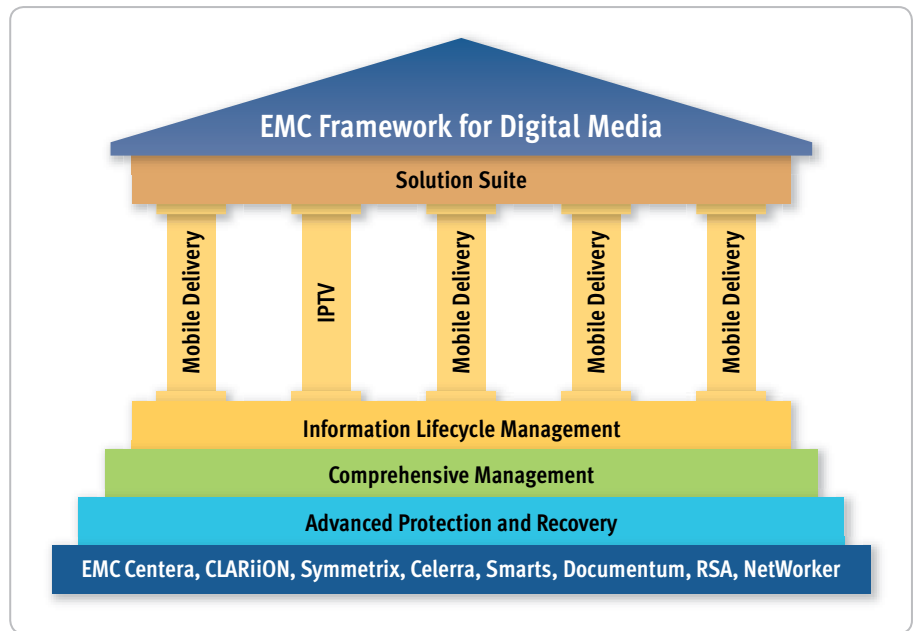 EMC Framework for Digital Media
Solution Suite
Mobile Delivery
IPTV
Mobile Delivery
Mobile Delivery
Mobile Delivery
Information Lifecycle Management
Comprehensive Management
Advanced Protection and Recovery
EMC Centera, CLARiiON, Symmetrix, Celerra, Smarts, Documentum, RSA, NetWorker